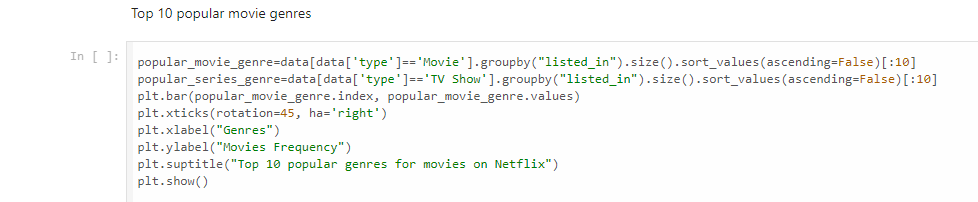 Top 10 popular movie genres
In [ ]:
popular_movie_genre=data[data['type']=='Movie'].groupby("listed_in").size().sort_values(ascending=False)[:10]
popular_series_genre=data[data['type']=='TV Show'].groupby("listed_in").size().sort_values(ascending=False)[:10]
plt.bar(popular_movie_genre.index, popular_movie_genre.values)
plt.xticks(rotation=45, ha='right')
plt.xlabel("Genres")
plt.ylabel("Movies Frequency")
plt.suptitle("Top 10 popular genres for movies on Netflix")
plt.show()